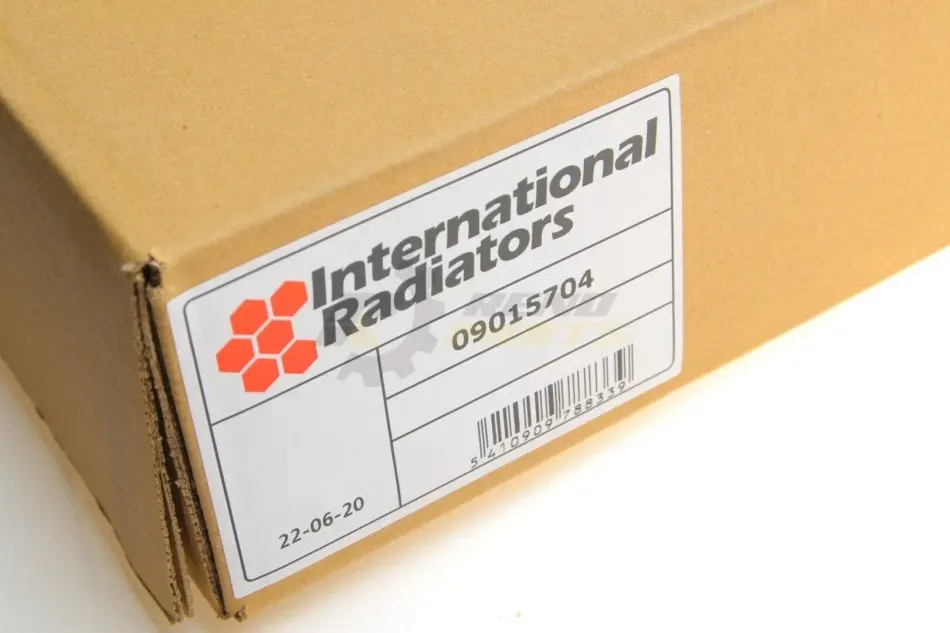 International
Radiators
09015704
5 410909 788339
22-06-20